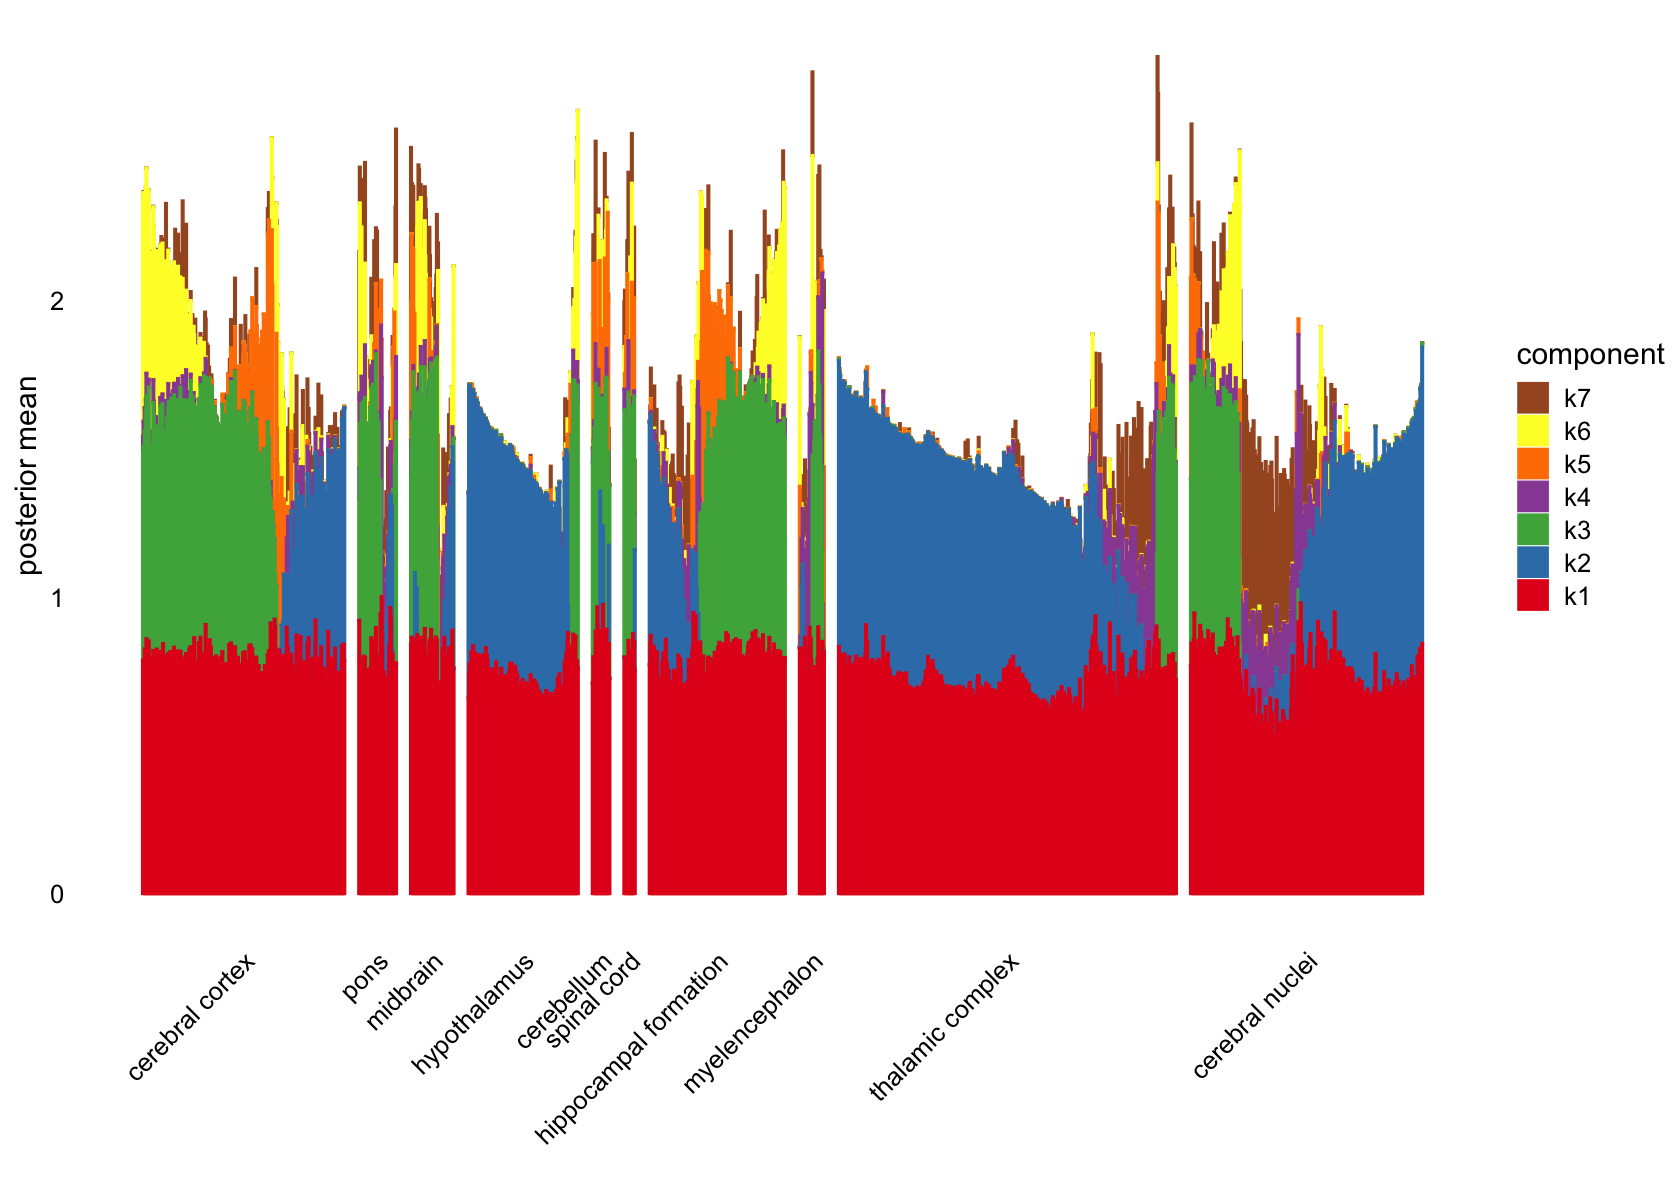 posterior mean
2
1
0
cerebral cortex
pons
midbrain
hypothalamus
cerebellum
spinal cord
hippocampal formation
myelencephalon
thalamic complex
cerebral nuclei
component
k7
k6
k5
k4
k3
k2
k1